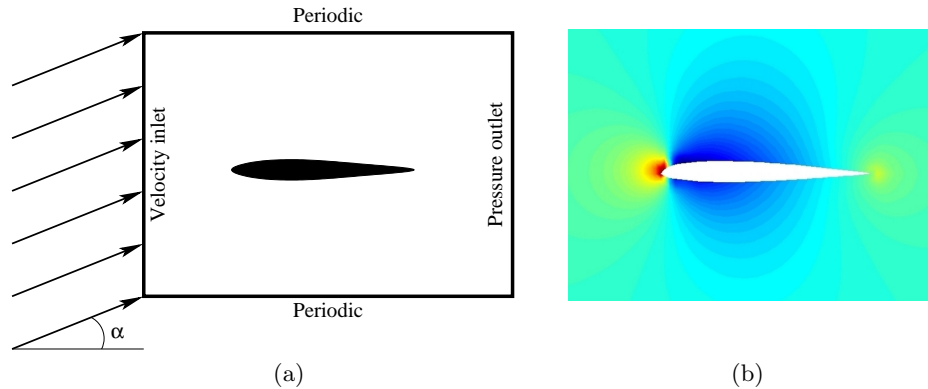 Periodic
Velocity inlet
Pressure outlet
Periodic
α
(a)
(b)